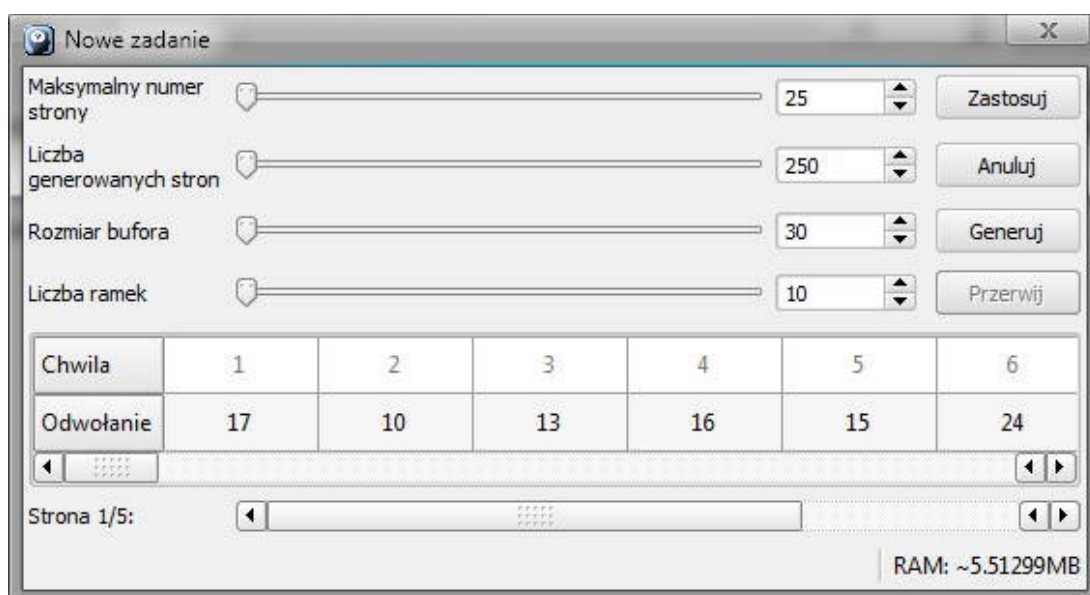 Nowe zadanie
Maksymalny numer
strony
25
Zastosuj
Liczba
generowanych stron
250
Anuluj
Rozmiar bufora
30
Generuj
Liczba ramek
10
Przerwij
Chwila 1 2 3 4 5 6
Odwołanie 17 10 13 16 15 24
Strona 1/5:
RAM: ~5.51299MB